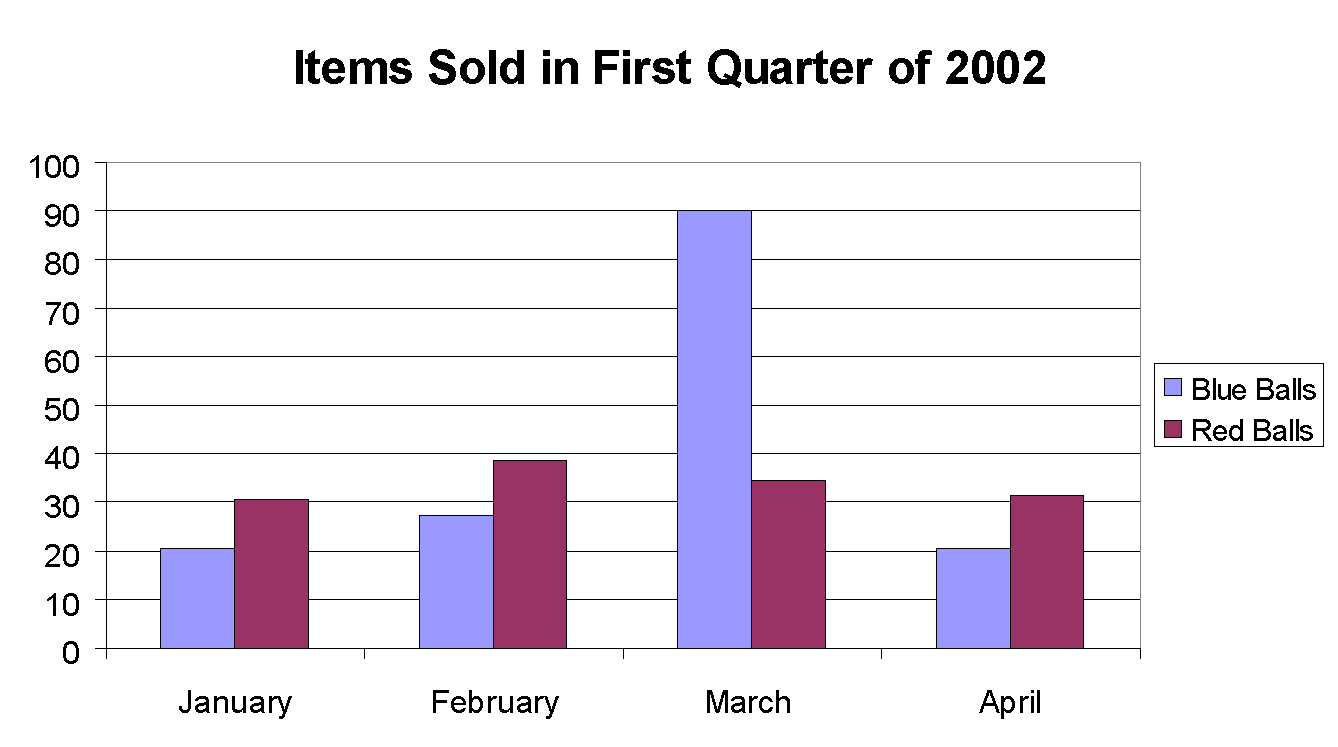 Items Sold in First Quarter of 2002
100
90
80
70
60
50
40
30
20
10
0
January February March April
Blue Balls
Red Balls